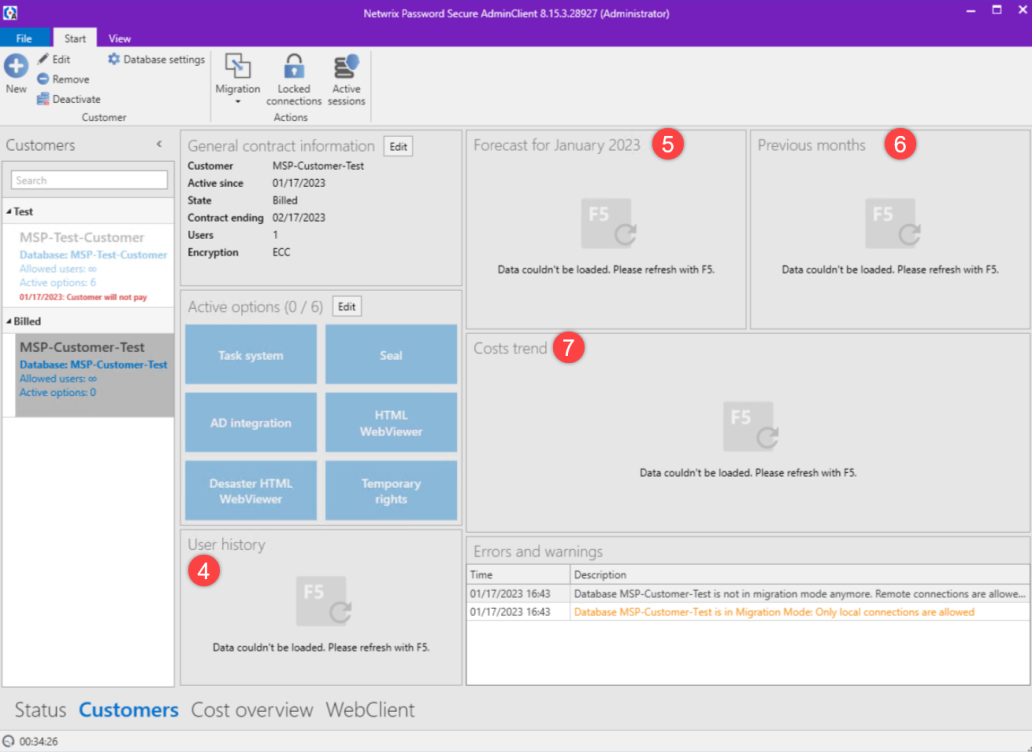 Netwrix Password Secure AdminClient 8.15.3.28927 (Administrator)
File Start View
New
Edit
Remove
Deactivate
Database settings
Customer
Migration
Locked connections
Active sessions
Actions
Customers
Search
Test
MSP-Test-Customer
Database: MSP-Test-Customer
Allowed users: ∞
Active options: 6
01/17/2023: Customer will not pay
Billed
MSP-Customer-Test
Database: MSP-Customer-Test
Allowed users: ∞
Active options: 0
General contract information Edit
Customer MSP-Customer-Test
Active since 01/17/2023
State Billed
Contract ending 02/17/2023
Users 1
Encryption ECC
Active options (0 / 6) Edit
Task system
Seal
AD integration
HTML
WebViewer
Desaster HTML
WebViewer
Temporary
rights
User history
4
F5
Data couldn't be loaded. Please refresh with F5.
Forecast for January 2023 5
F5
Data couldn't be loaded. Please refresh with F5.
Previous months 6
F5
Data couldn't be loaded. Please refresh with F5.
Costs trend 7
F5
Data couldn't be loaded. Please refresh with F5.
Errors and warnings
Time Description
01/17/2023 16:43 Database MSP-Customer-Test is not in migration mode anymore. Remote connections are allowe...
01/17/2023 16:43 Database MSP-Customer-Test is in Migration Mode: Only local connections are allowed
Status Customers Cost overview WebClient
00:34:26